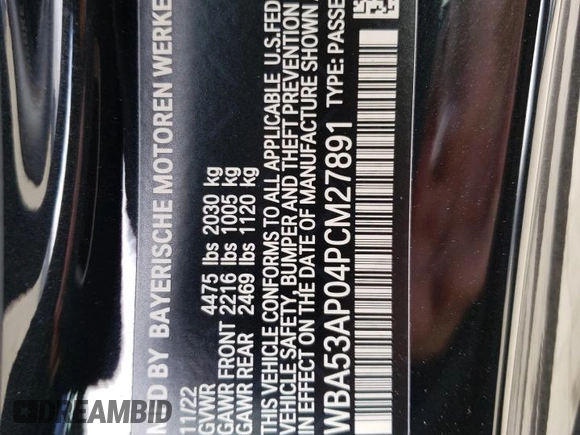 ED BY BAYERISCHE MOTOREN WERKE
11/22
GVWR 4475 lbs 2030 kg
GAWR FRONT 2216 lbs 1005 kg
GAWR REAR 2469 lbs 1120 kg
THIS VEHICLE CONFORMS TO ALL APPLICABLE U.S.FED
VEHICLE SAFETY, BUMPER AND THEFT PREVENTION
IN EFFECT ON THE DATE OF MANUFACTURE SHOWN
WBA53AP04PCM27891 TYPE: PASSE
DREAMBID